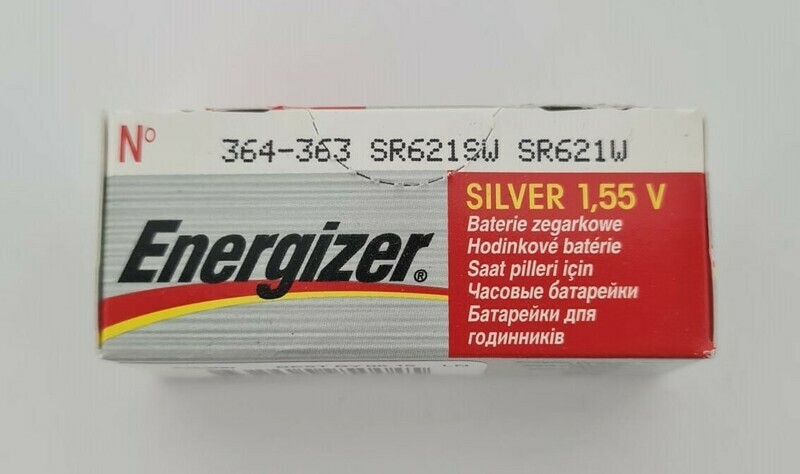 N° 364-363 SR621SW SR621W
Energizer®
SILVER 1,55 V
Baterie zegarkowe
Hodinkové batérie
Saat pilleri için
Часовые батарейки
Батарейки для
годинників